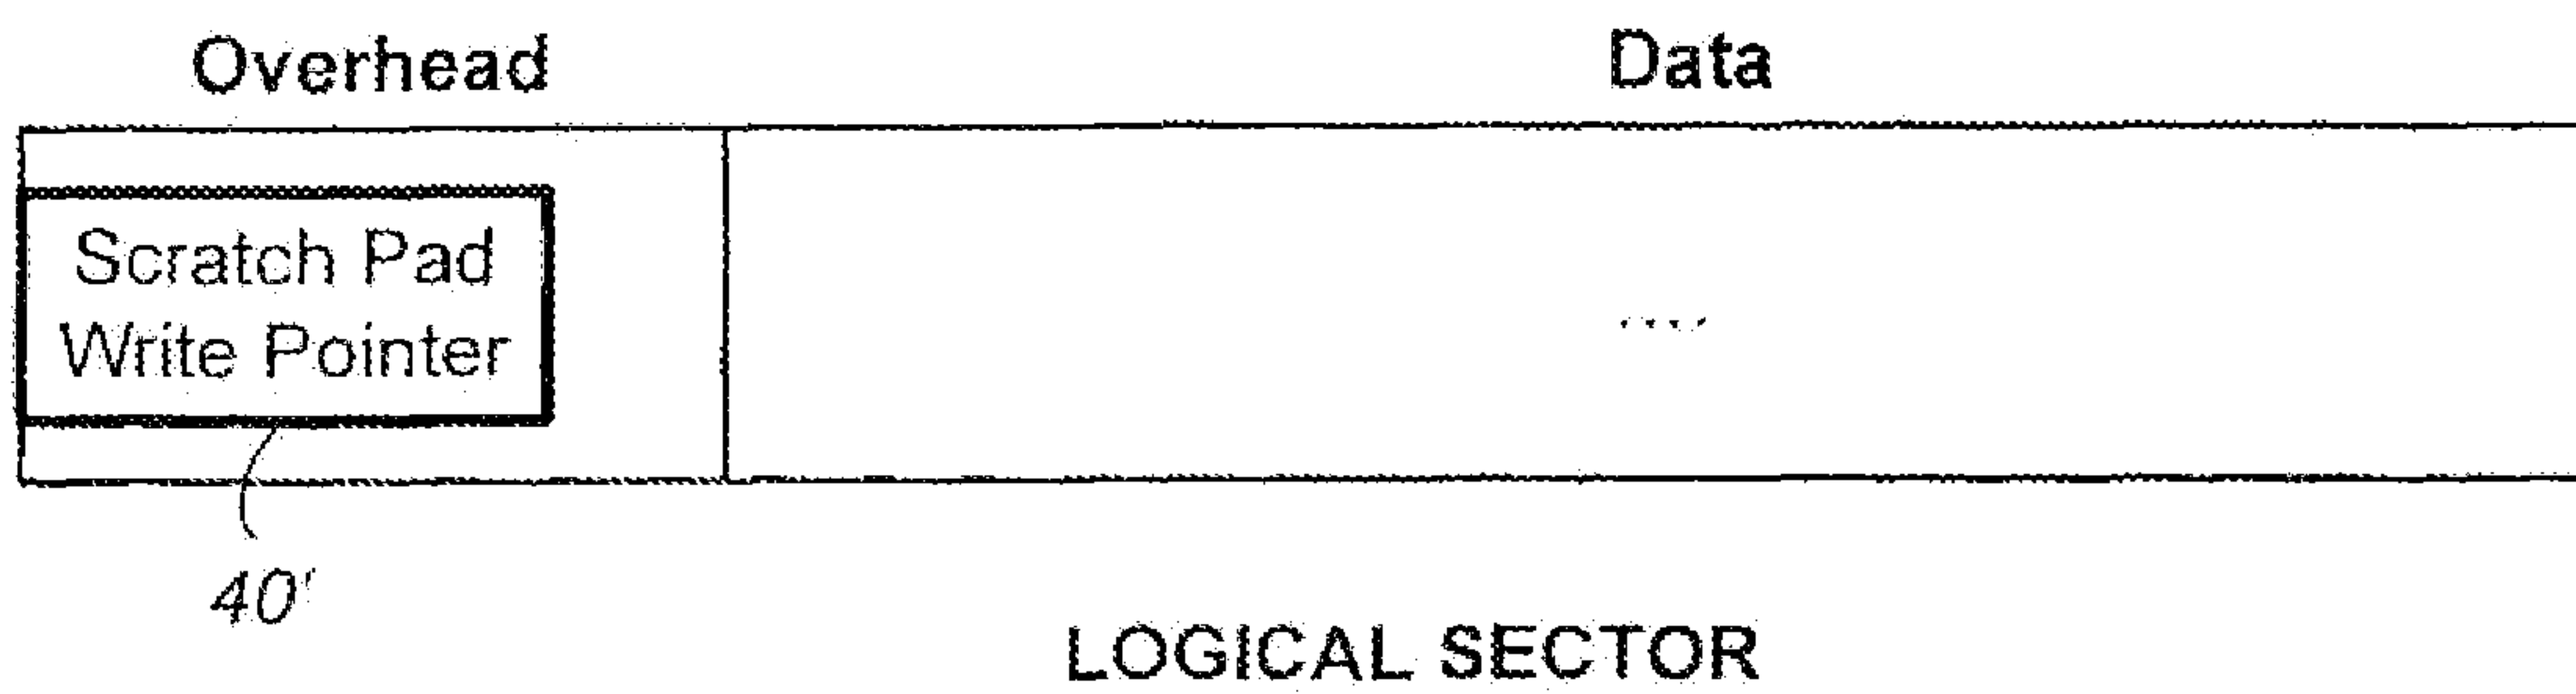 Overhead Data
Scratch Pad
Write Pointer
....
40'
LOGICAL SECTOR